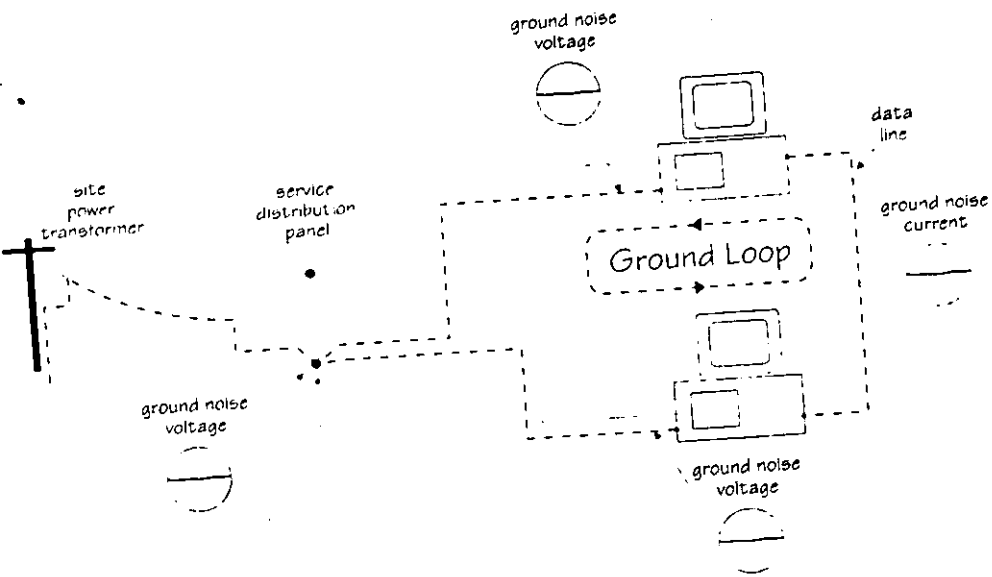 ground noise
voltage
data
line
site
power
transformer
service
distribution
panel
ground noise
current
Ground Loop
ground noise
voltage
ground noise
voltage